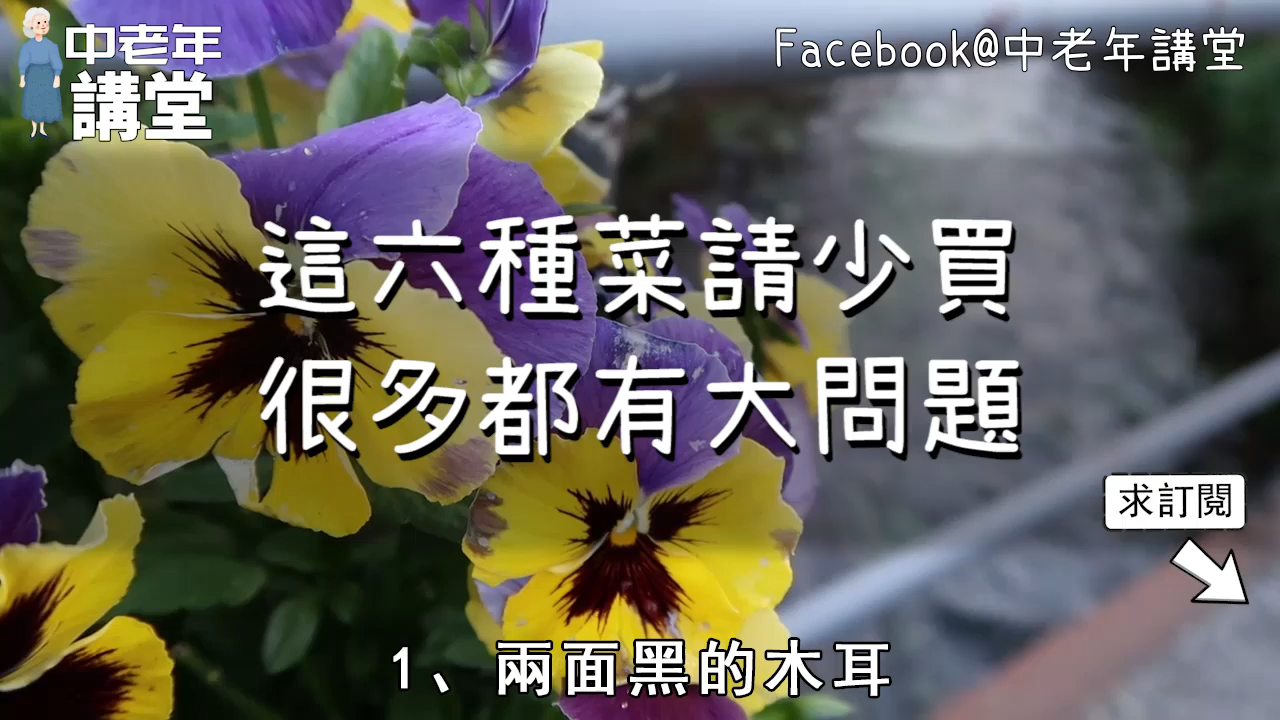 中老年
講堂
Facebook@中老年講堂
這六種菜請少買
很多都有大問題
求訂閱
1、兩面黑的木耳